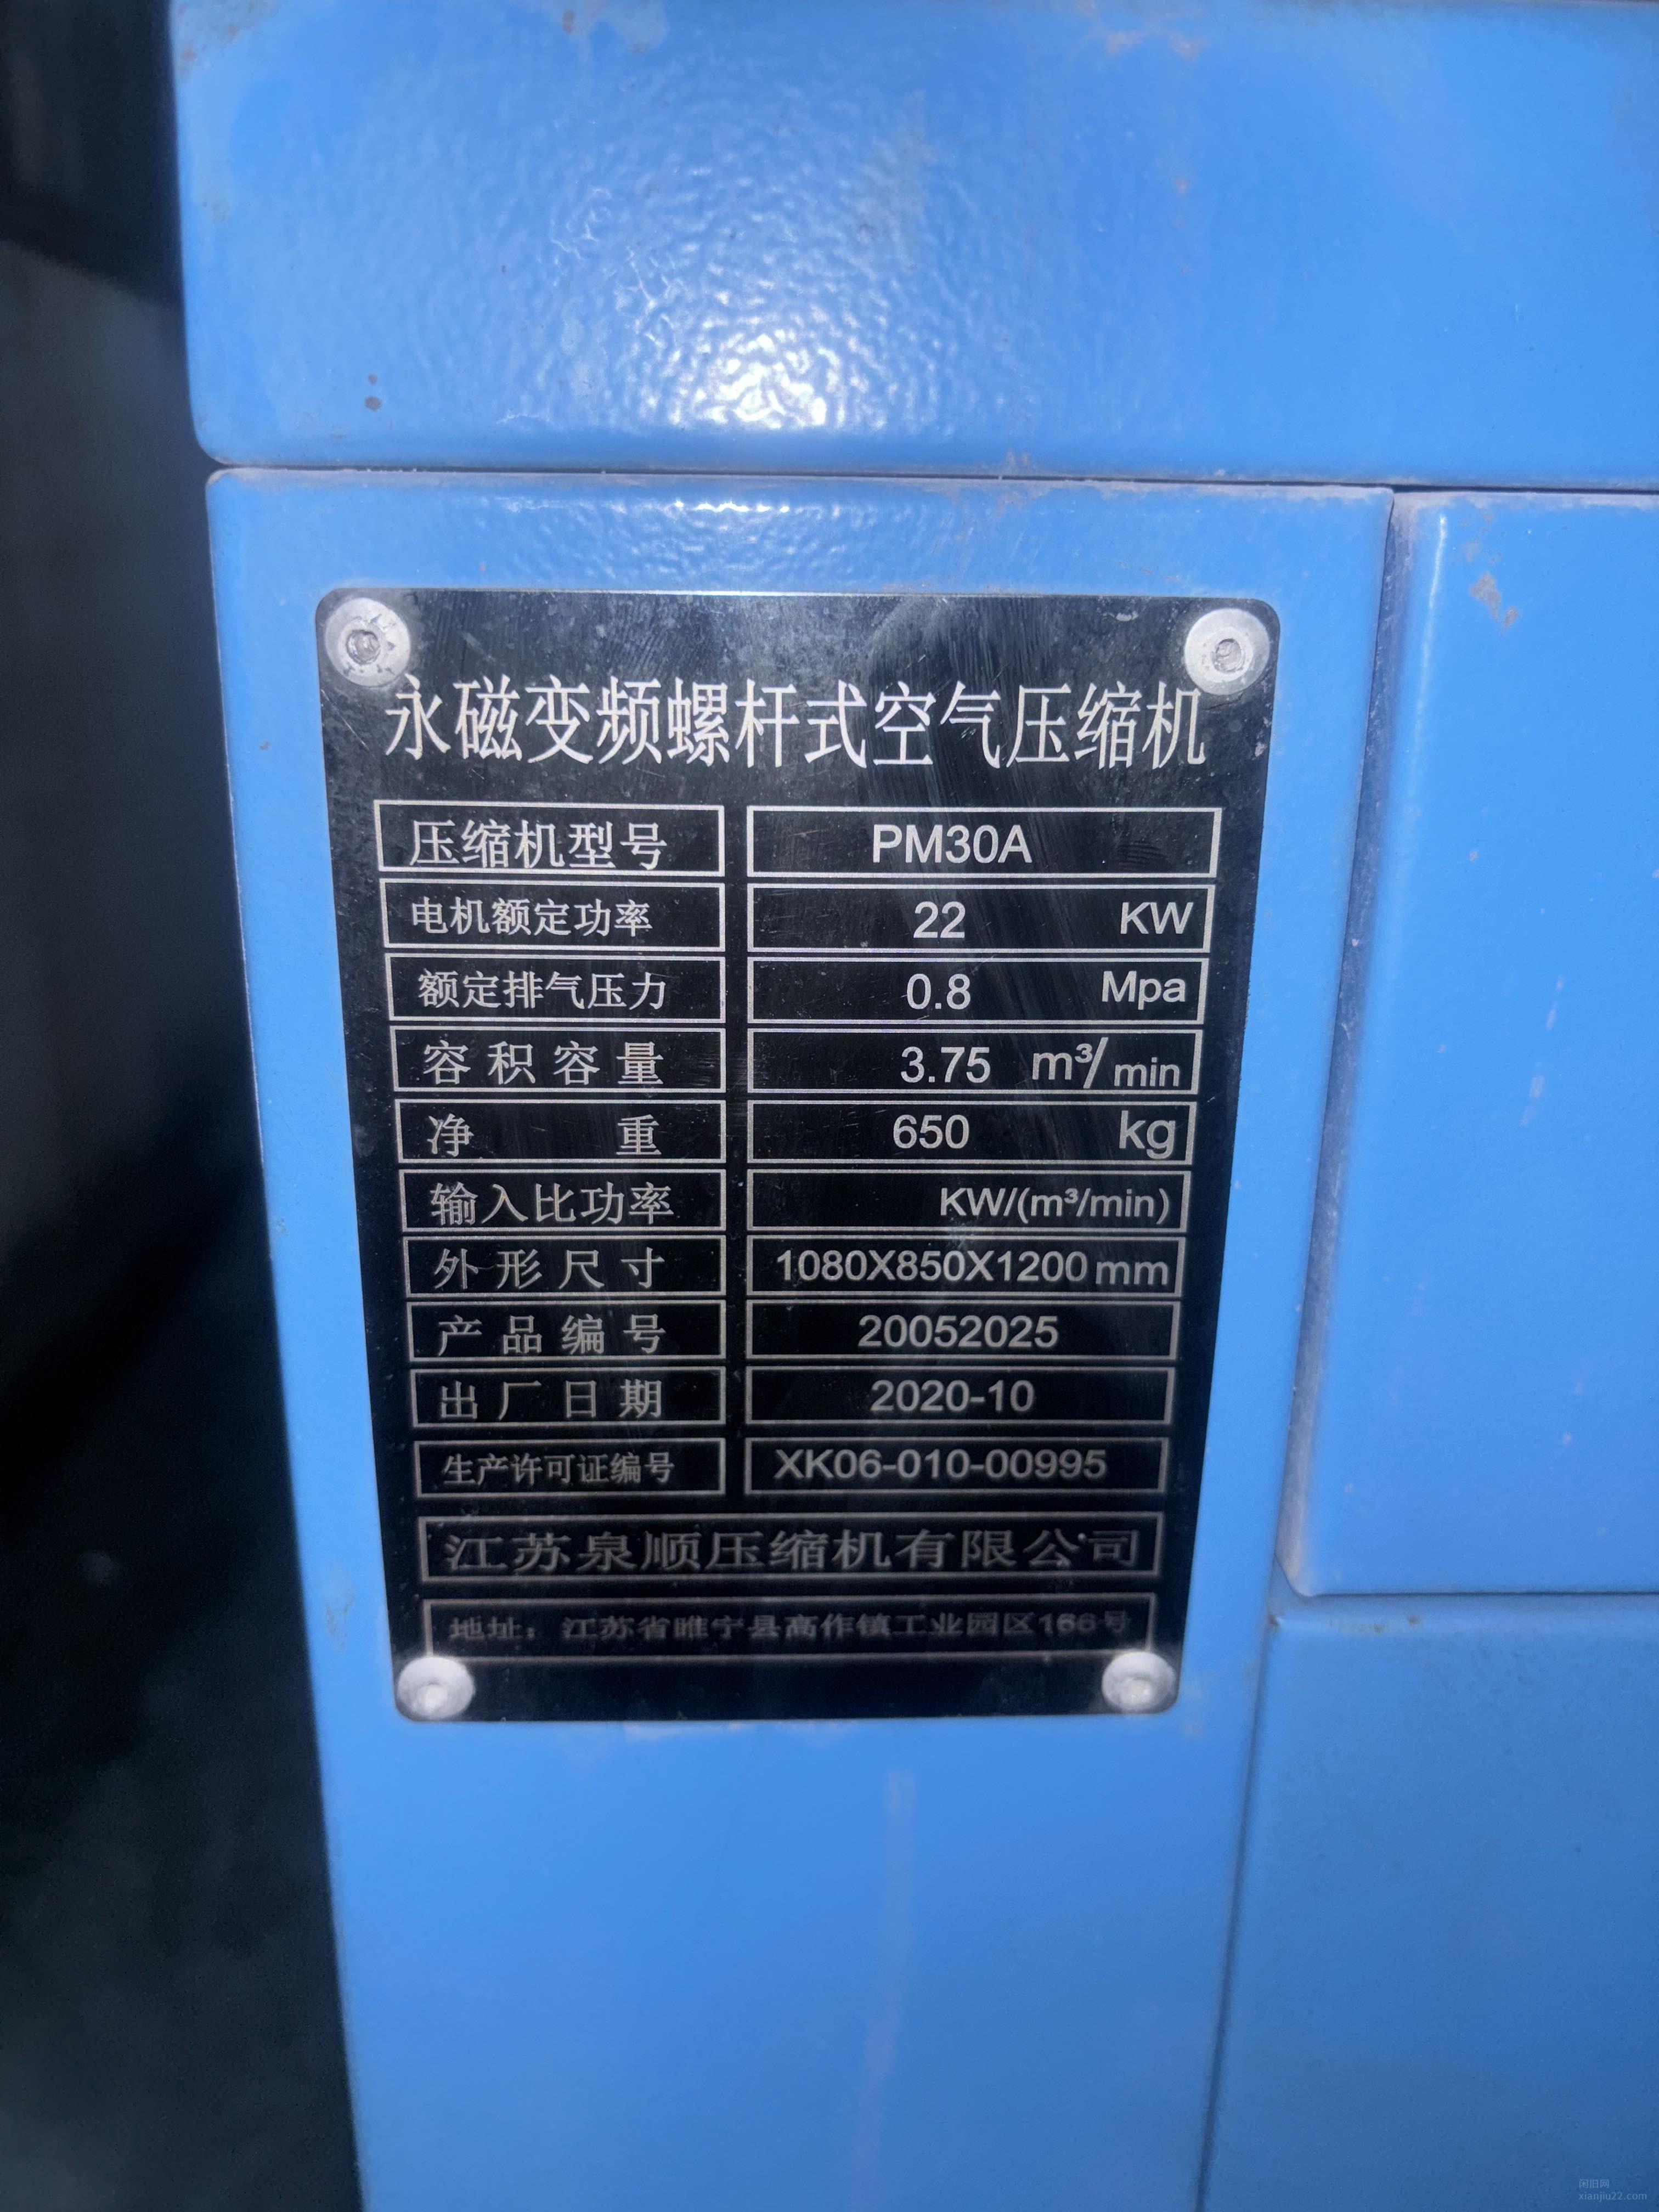 永磁变频螺杆式空气压缩机
压缩机型号 PM30A
电机额定功率 22 KW
额定排气压力 0.8 Mpa
容积容量 3.75 m³/min
净重 650 kg
输入比功率 KW/(m³/min)
外形尺寸 1080X850X1200mm
产品编号 20052025
出厂日期 2020-10
生产许可证编号 XK06-010-00995
江苏泉顺压缩机有限公司
地址：江苏省睢宁县高作镇工业园区166号
闲旧网
xianjiu22.com